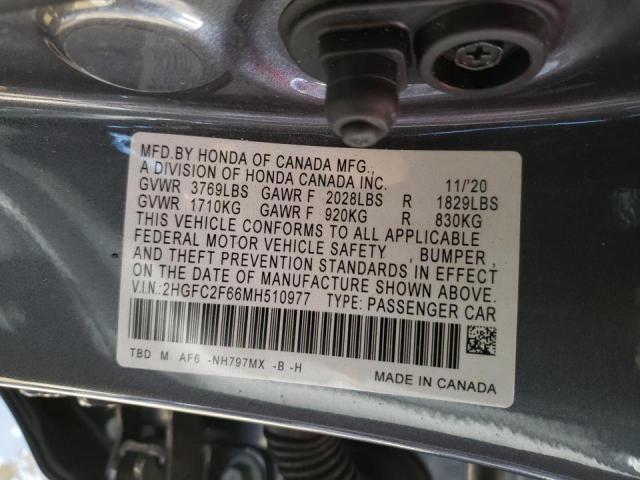 MFD.BY HONDA OF CANADA MFG.,
A DIVISION OF HONDA CANADA INC. 11/'20
GVWR 3769LBS GAWR F 2028LBS R 1829LBS
GVWR 1710KG GAWR F 920KG R 830KG
THIS VEHICLE CONFORMS TO ALL APPLICABLE
FEDERAL MOTOR VEHICLE SAFETY , BUMPER ,
AND THEFT PREVENTION STANDARDS IN EFFECT
ON THE DATE OF MANUFACTURE SHOWN ABOVE.
V.I.N.:2HGFC2F66MH510977 TYPE: PASSENGER CAR
TBD M AF6 -NH797MX -B -H
MADE IN CANADA